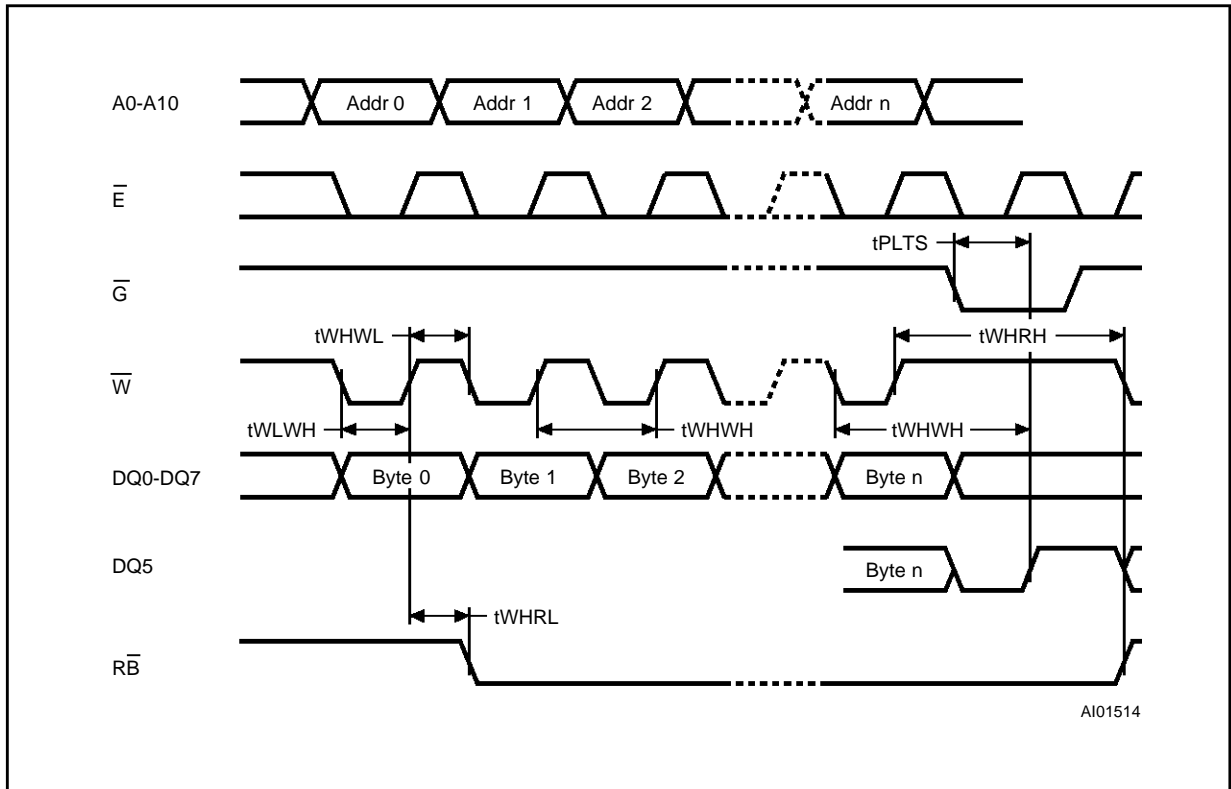 A0-A10
Addr 0
Addr 1
Addr 2
Addr n
E̅
tPLTS
G̅
tWHWL
tWHRH
W̅
tWLWH
tWHWH
tWHWH
DQ0-DQ7
Byte 0
Byte 1
Byte 2
Byte n
DQ5
Byte n
tWHRL
RB̅
AI01514